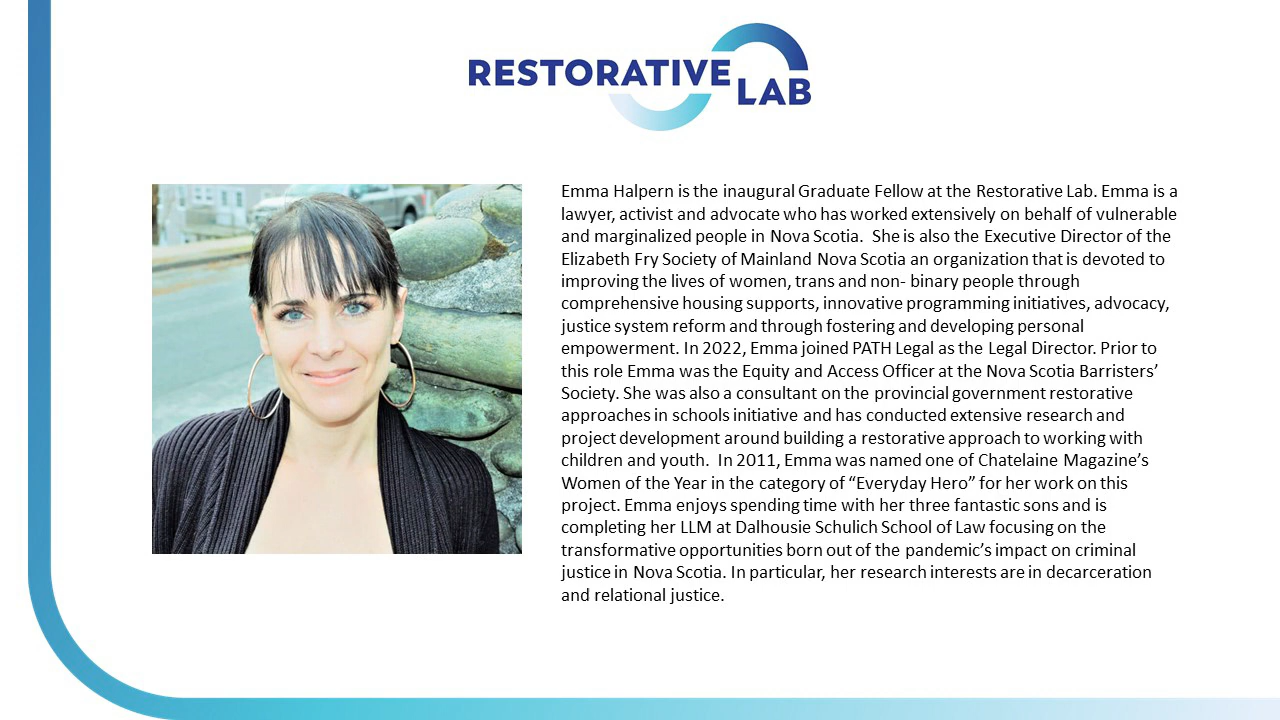 RESTORATIVE
LAB
Emma Halpern is the inaugural Graduate Fellow at the Restorative Lab. Emma is a
lawyer, activist and advocate who has worked extensively on behalf of vulnerable
and marginalized people in Nova Scotia.  She is also the Executive Director of the
Elizabeth Fry Society of Mainland Nova Scotia an organization that is devoted to
improving the lives of women, trans and non- binary people through
comprehensive housing supports, innovative programming initiatives, advocacy,
justice system reform and through fostering and developing personal
empowerment. In 2022, Emma joined PATH Legal as the Legal Director. Prior to
this role Emma was the Equity and Access Officer at the Nova Scotia Barristers’
Society. She was also a consultant on the provincial government restorative
approaches in schools initiative and has conducted extensive research and
project development around building a restorative approach to working with
children and youth.  In 2011, Emma was named one of Chatelaine Magazine’s
Women of the Year in the category of “Everyday Hero” for her work on this
project. Emma enjoys spending time with her three fantastic sons and is
completing her LLM at Dalhousie Schulich School of Law focusing on the
transformative opportunities born out of the pandemic’s impact on criminal
justice in Nova Scotia. In particular, her research interests are in decarceration
and relational justice.